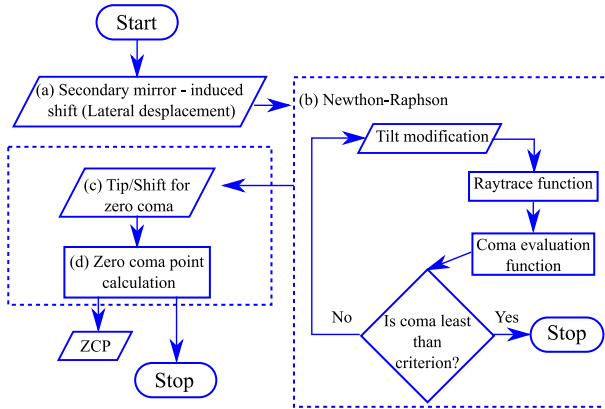 Start
(a) Secondary mirror - induced
shift (Lateral desplacement)
(b) Newthon-Raphson
Tilt modification
Raytrace function
Coma evaluation
function
Is coma least
than
criterion?
No
Yes
Stop
(c) Tip/Shift for
zero coma
(d) Zero coma point
calculation
ZCP
Stop